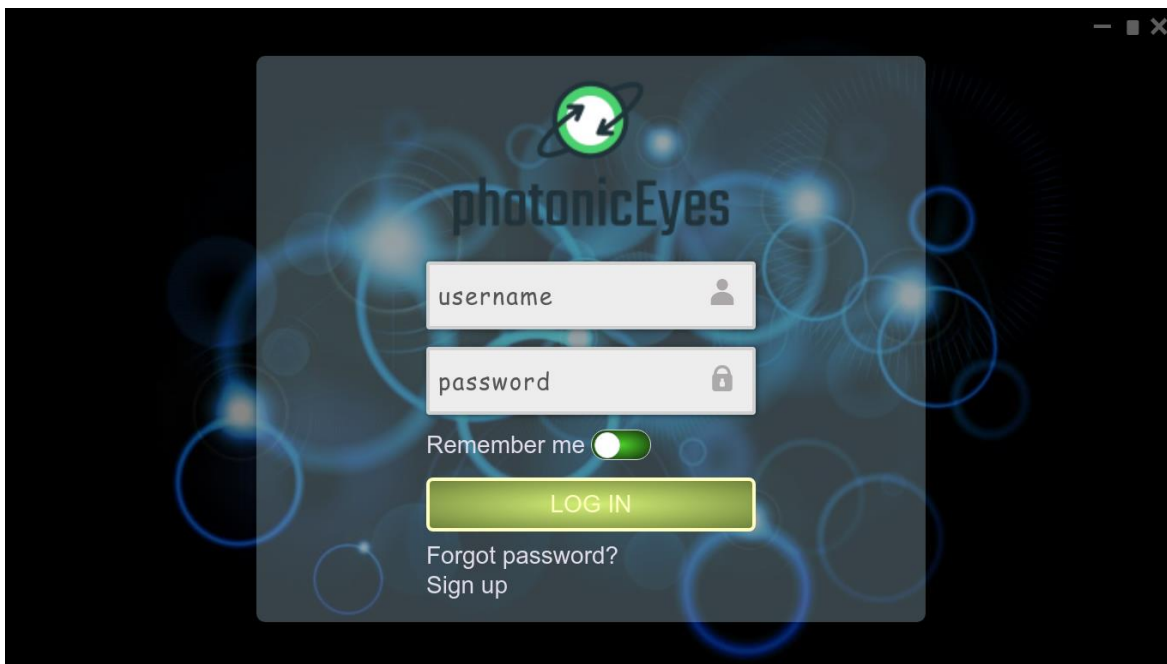 photonicEyes
username
password
Remember me
LOG IN
Forgot password?
Sign up